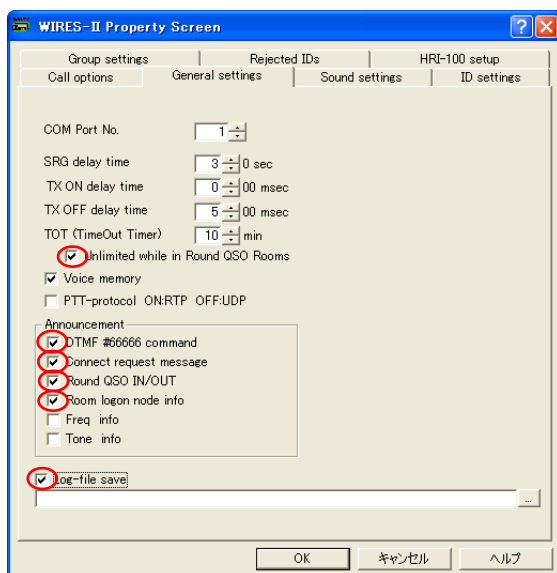 WIRES-II Property Screen
Group settings Rejected IDs HRI-100 setup
Call options General settings Sound settings ID settings
COM Port No. 1
SRG delay time 3 0 sec
TX ON delay time 0 00 msec
TX OFF delay time 5 00 msec
TOT (TimeOut Timer) 10 min
Unlimited while in Round QSO Rooms
Voice memory
PTT-protocol ON:RTP OFF:UDP
Announcement
DTMF #66666 command
Connect request message
Round QSO IN/OUT
Room logon node info
Freq info
Tone info
Log-file save
...
OK キャンセル ヘルプ